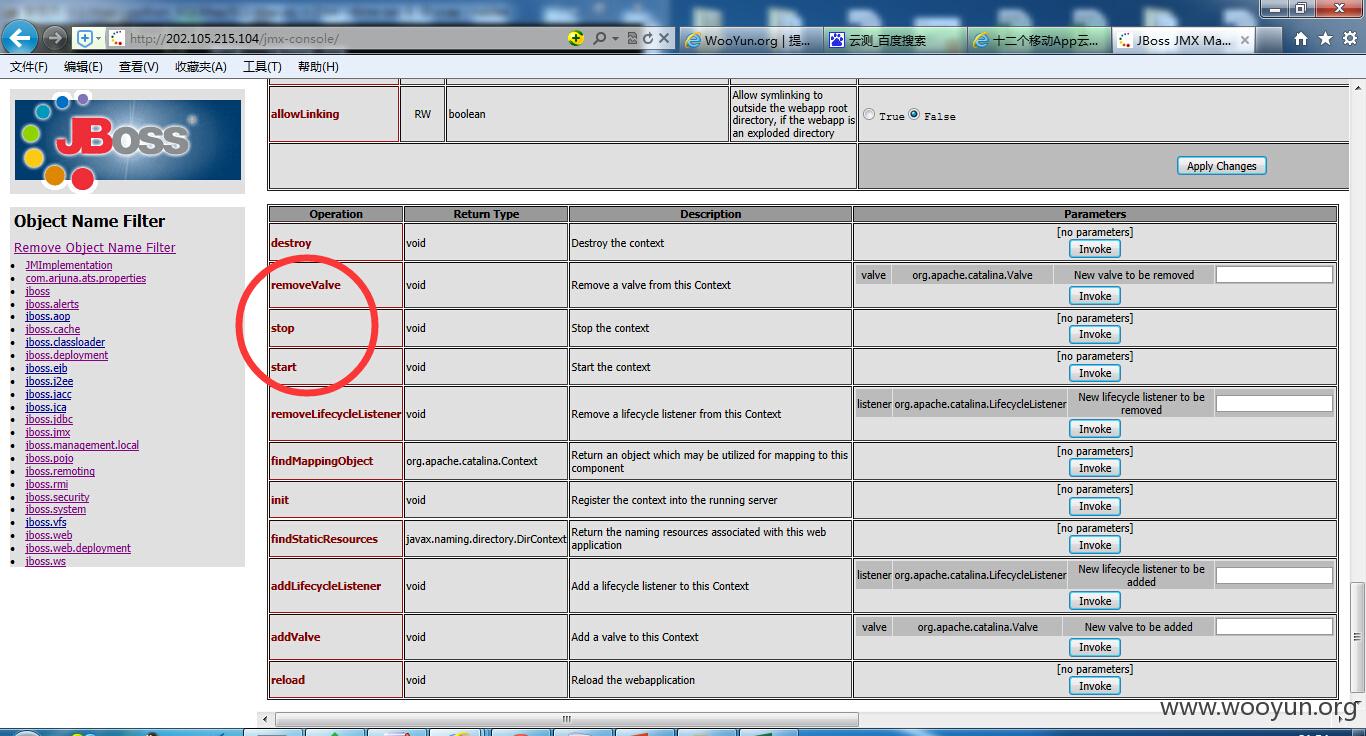 http://202.105.215.104/jmx-console/
WooYun.org | 提...
云测_百度搜索
十二个移动App云...
JBoss JMX Ma...
文件(F) 编辑(E) 查看(V) 收藏夹(A) 工具(T) 帮助(H)
JBoss
Object Name Filter
Remove Object Name Filter
JMImplementation
com.arjuna.ats.properties
jboss
jboss.alerts
jboss.aop
jboss.cache
jboss.classloader
jboss.deployment
jboss.ejb
jboss.j2ee
jboss.jacc
jboss.jca
jboss.jdbc
jboss.jmx
jboss.management.local
jboss.pojo
jboss.remoting
jboss.rmi
jboss.security
jboss.system
jboss.vfs
jboss.web
jboss.web.deployment
jboss.ws
allowLinking RW boolean
Allow symlinking to
outside the webapp root
directory, if the webapp is
an exploded directory
True False
Apply Changes
Operation Return Type Description Parameters
destroy void Destroy the context [no parameters]
Invoke
removeValve void Remove a valve from this Context valve org.apache.catalina.Valve New valve to be removed
Invoke
stop void Stop the context [no parameters]
Invoke
start void Start the context [no parameters]
Invoke
removeLifecycleListener void Remove a lifecycle listener from this Context listener org.apache.catalina.LifecycleListener New lifecycle listener to be
removed
Invoke
findMappingObject org.apache.catalina.Context Return an object which may be utilized for mapping to this
component
[no parameters]
Invoke
init void Register the context into the running server [no parameters]
Invoke
findStaticResources javax.naming.directory.DirContext Return the naming resources associated with this web
application
[no parameters]
Invoke
addLifecycleListener void Add a lifecycle listener to this Context listener org.apache.catalina.LifecycleListener New lifecycle listener to be
added
Invoke
addValve void Add a valve to this Context valve org.apache.catalina.Valve New valve to be added
Invoke
reload void Reload the webapplication [no parameters]
Invoke
www.wooyun.org